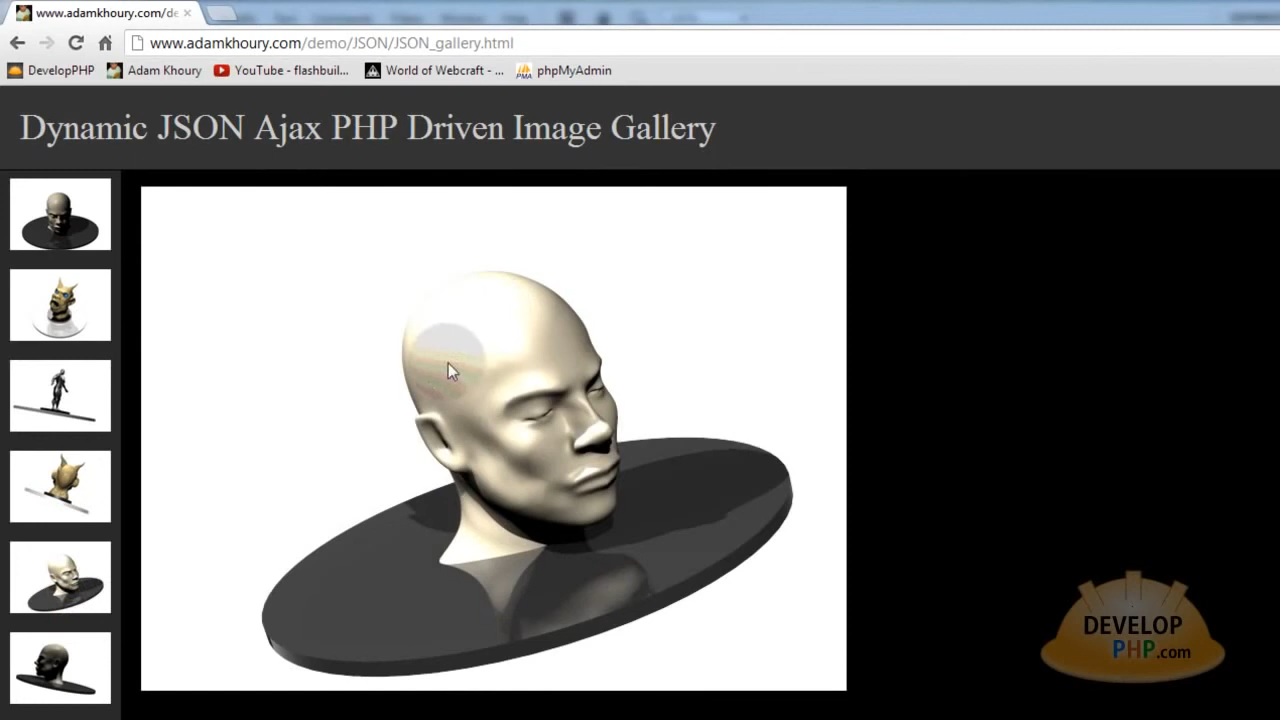 www.adamkhoury.com/de
www.adamkhoury.com/demo/JSON/JSON_gallery.html
DevelopPHP Adam Khoury YouTube - flashbuil... World of Webcraft - ... phpMyAdmin
Dynamic JSON Ajax PHP Driven Image Gallery
DEVELOP
PHP.com